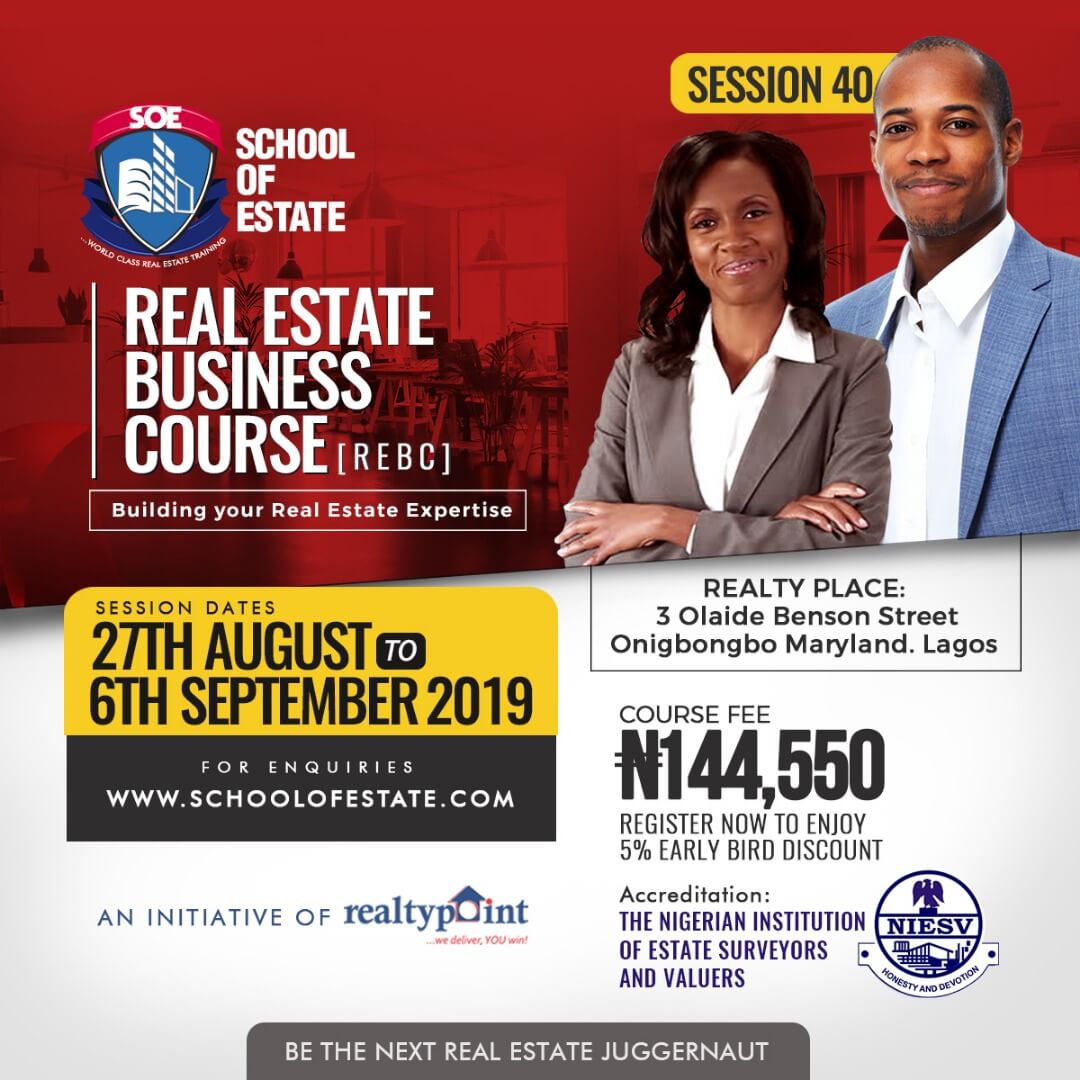 SESSION 40
SOE
...WORLD CLASS REAL ESTATE TRAINING
SCHOOL
OF
ESTATE
REAL ESTATE
BUSINESS
COURSE [REBC]
Building your Real Estate Expertise
SESSION DATES
27TH AUGUST TO
6TH SEPTEMBER 2019
FOR ENQUIRIES
WWW.SCHOOLOFESTATE.COM
REALTY PLACE:
3 Olaide Benson Street
Onigbongbo Maryland. Lagos
COURSE FEE
₦144,550
REGISTER NOW TO ENJOY
5% EARLY BIRD DISCOUNT
Accreditation:
THE NIGERIAN INSTITUTION
OF ESTATE SURVEYORS
AND VALUERS
NIESV
HONESTY AND DEVOTION
AN INITIATIVE OF realtypoint
...we deliver, YOU win!
BE THE NEXT REAL ESTATE JUGGERNAUT